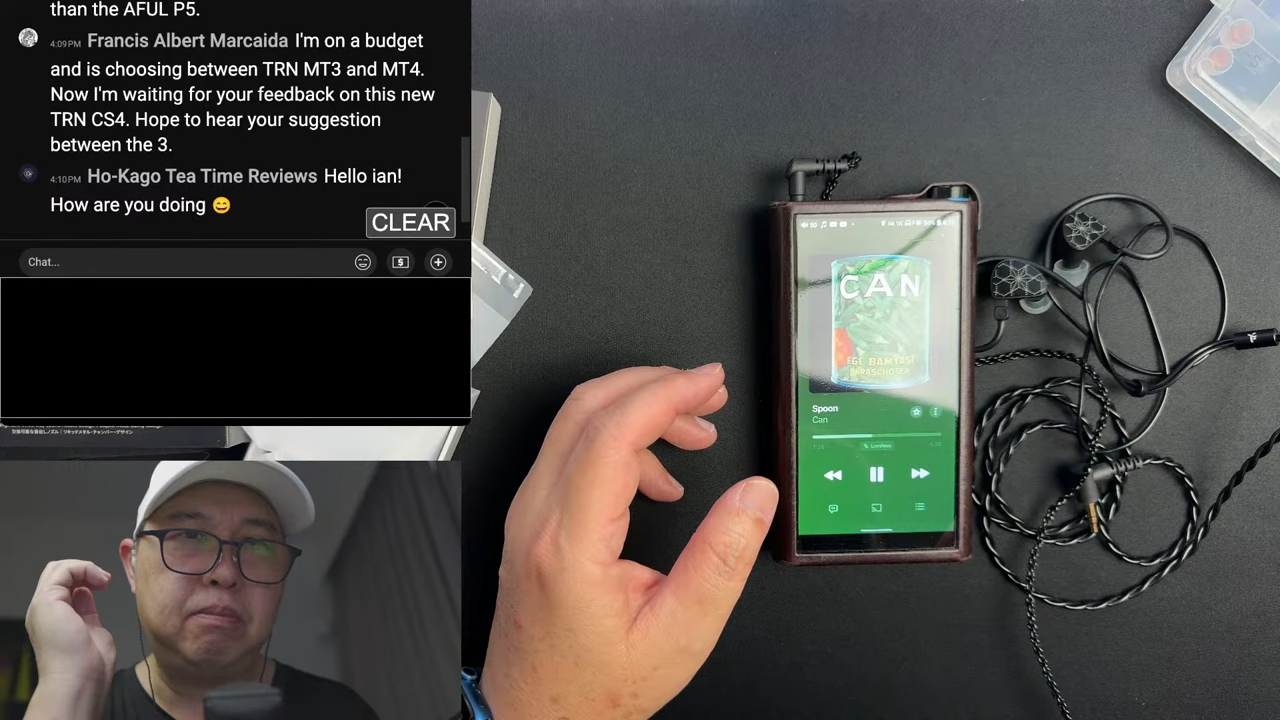 than the AFUL P5.
4:09PM Francis Albert Marcaida I'm on a budget
and is choosing between TRN MT3 and MT4.
Now I'm waiting for your feedback on this new
TRN CS4. Hope to hear your suggestion
between the 3.
4:10PM Ho-Kago Tea Time Reviews Hello ian!
How are you doing 😄
CLEAR
Chat...
CAN
EGE BAMYASI
OKRASCHOTEN
Spoon
Can
Lossless